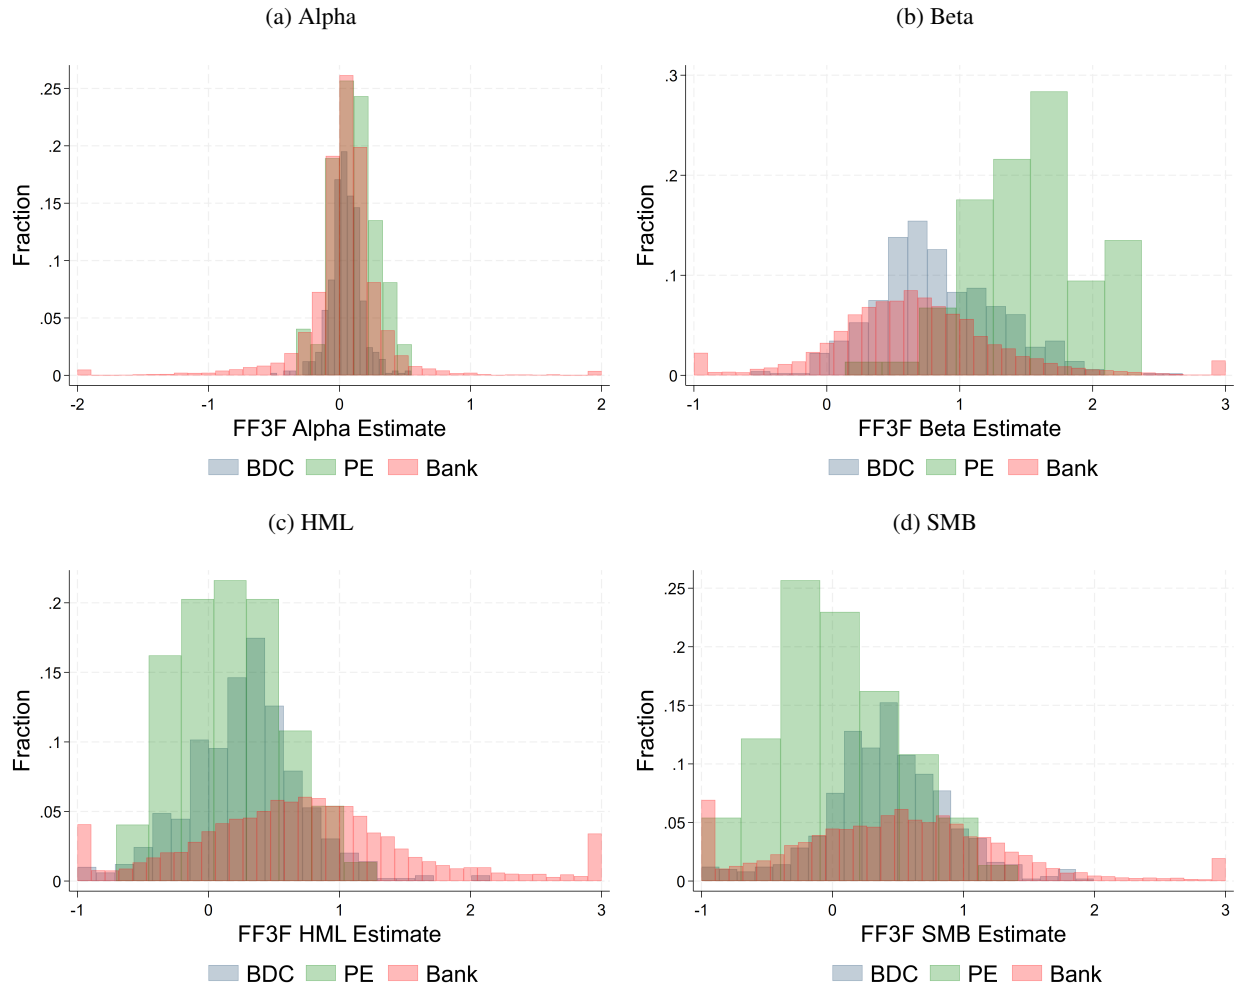 (a) Alpha
.25
.2
.15
.1
.05
0
Fraction
-2 -1 0 1 2
FF3F Alpha Estimate
BDC PE Bank
(b) Beta
.3
.2
.1
0
Fraction
-1 0 1 2 3
FF3F Beta Estimate
BDC PE Bank
(c) HML
.2
.15
.1
.05
0
Fraction
-1 0 1 2 3
FF3F HML Estimate
BDC PE Bank
(d) SMB
.25
.2
.15
.1
.05
0
Fraction
-1 0 1 2 3
FF3F SMB Estimate
BDC PE Bank